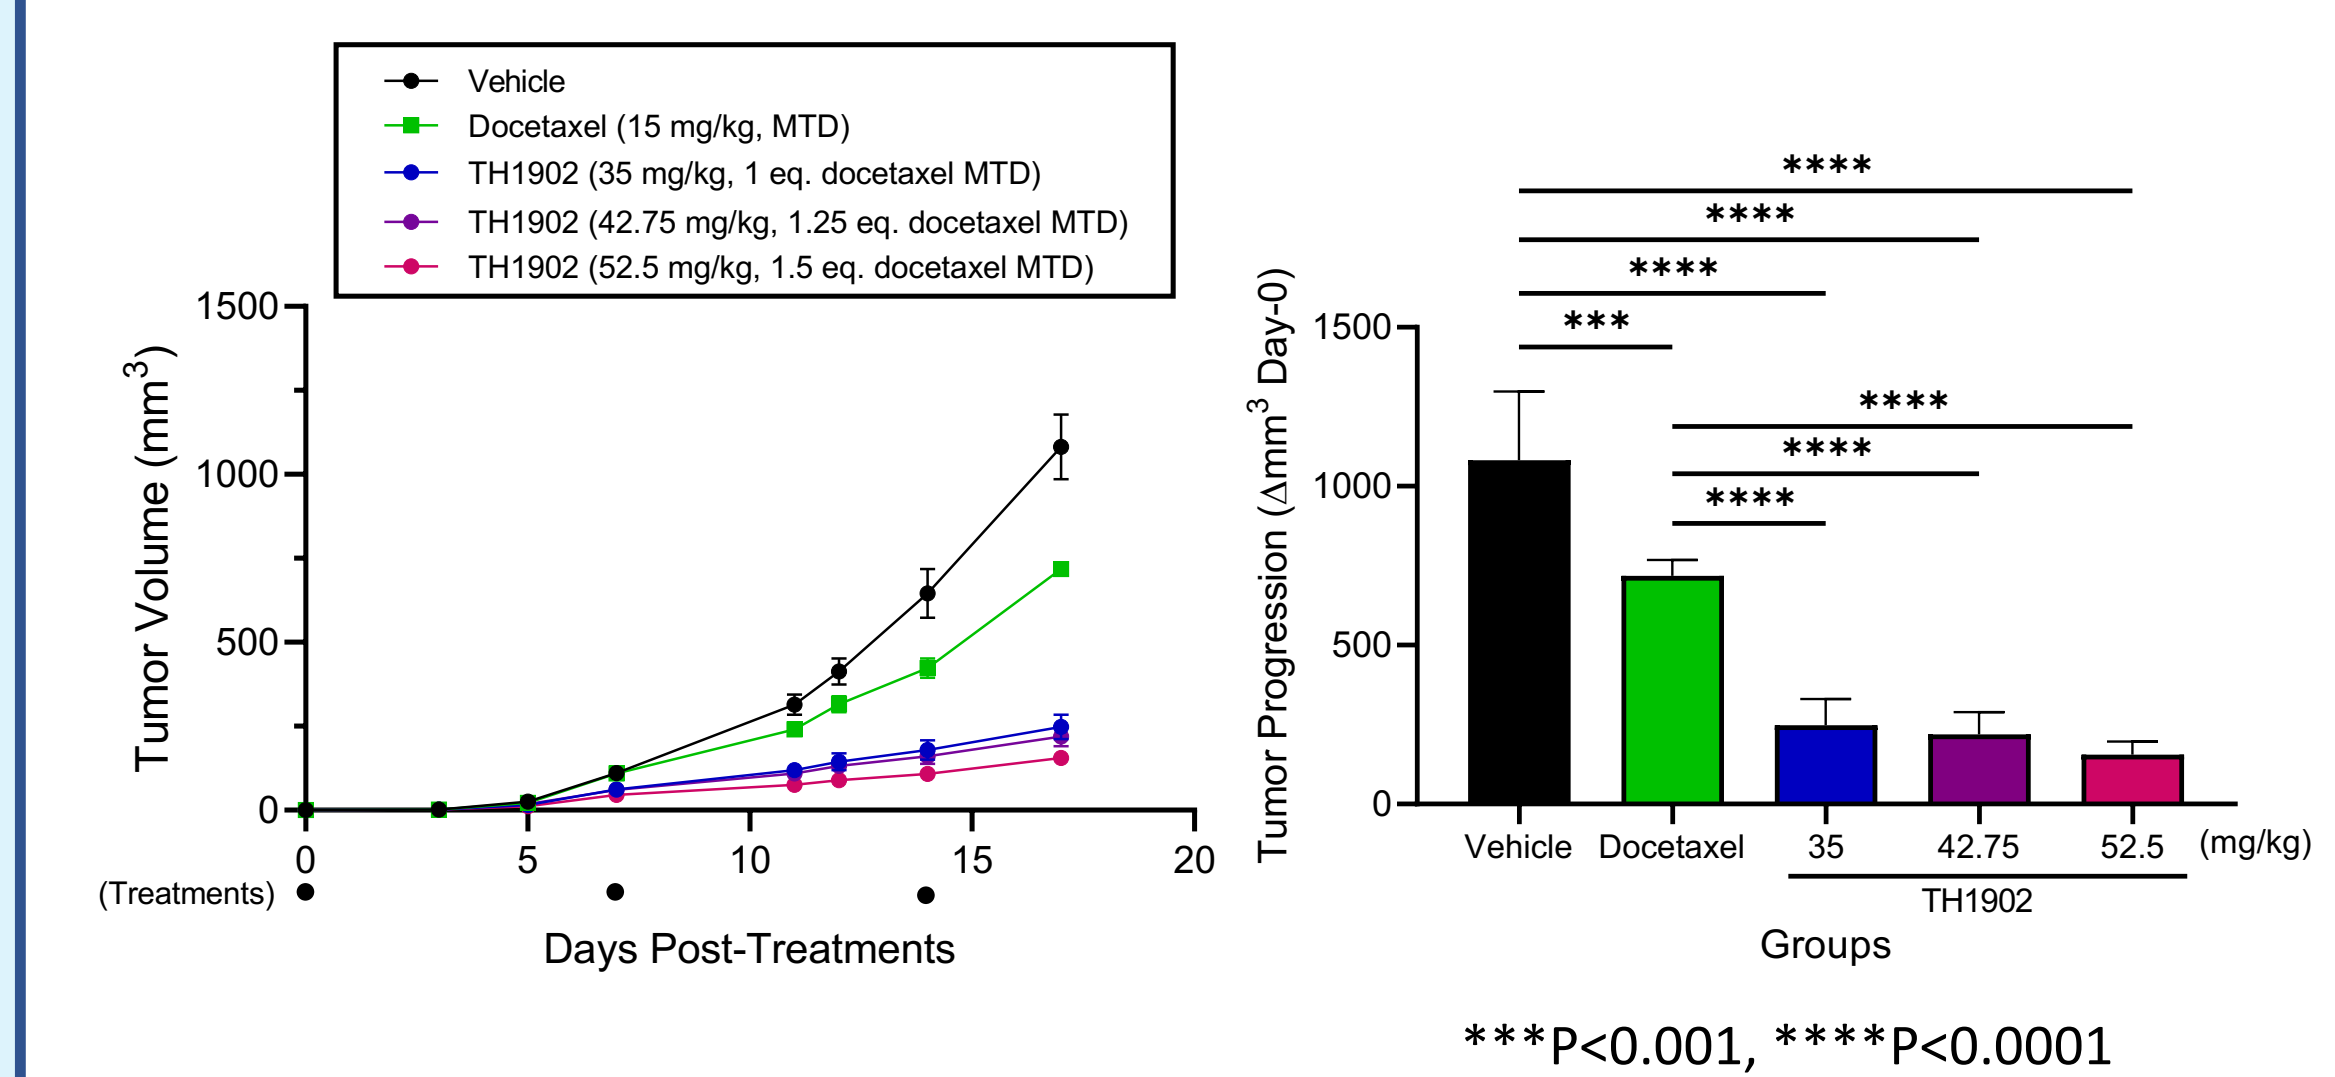 Vehicle
Docetaxel (15 mg/kg, MTD)
TH1902 (35 mg/kg, 1 eq. docetaxel MTD)
TH1902 (42.75 mg/kg, 1.25 eq. docetaxel MTD)
TH1902 (52.5 mg/kg, 1.5 eq. docetaxel MTD)
Tumor Volume (mm³)
1500
1000
500
0
0 5 10 15 20
(Treatments)
Days Post-Treatments
Tumor Progression (Δmm³ Day-0)
1500
1000
500
0
****
****
****
***
****
****
****
Vehicle Docetaxel 35 42.75 52.5 (mg/kg)
TH1902
Groups
***P<0.001, ****P<0.0001